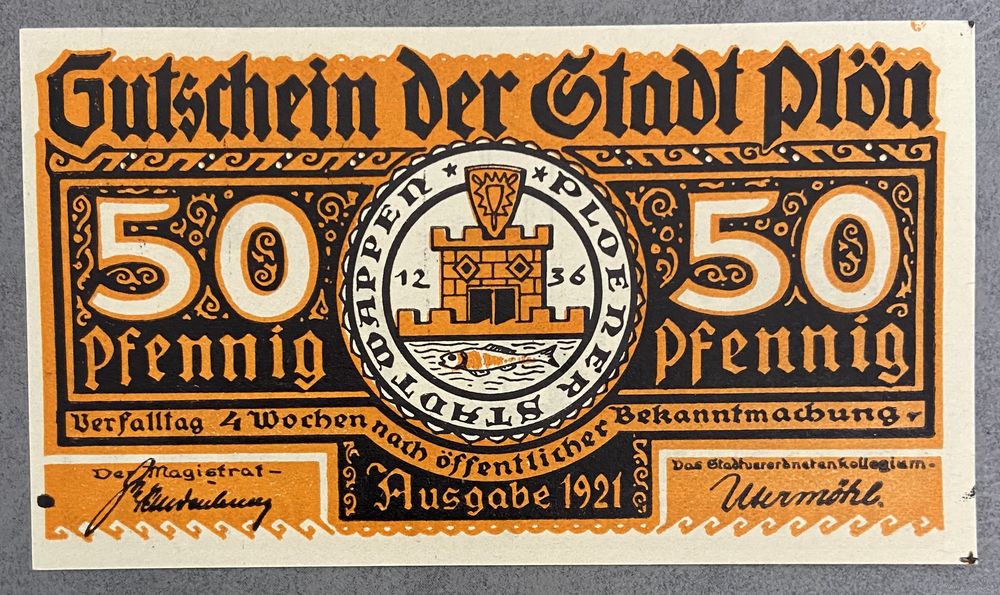 Gutschein der Stadt Plön
50 Pfennig
PLOENER STADTWAPPEN
12 36
50 Pfennig
Verfalltag 4 Wochen nach öffentlicher Bekanntmachung.
Der Magistrat-
Ausgabe 1921
Das Stadtverordnetenkollegium-